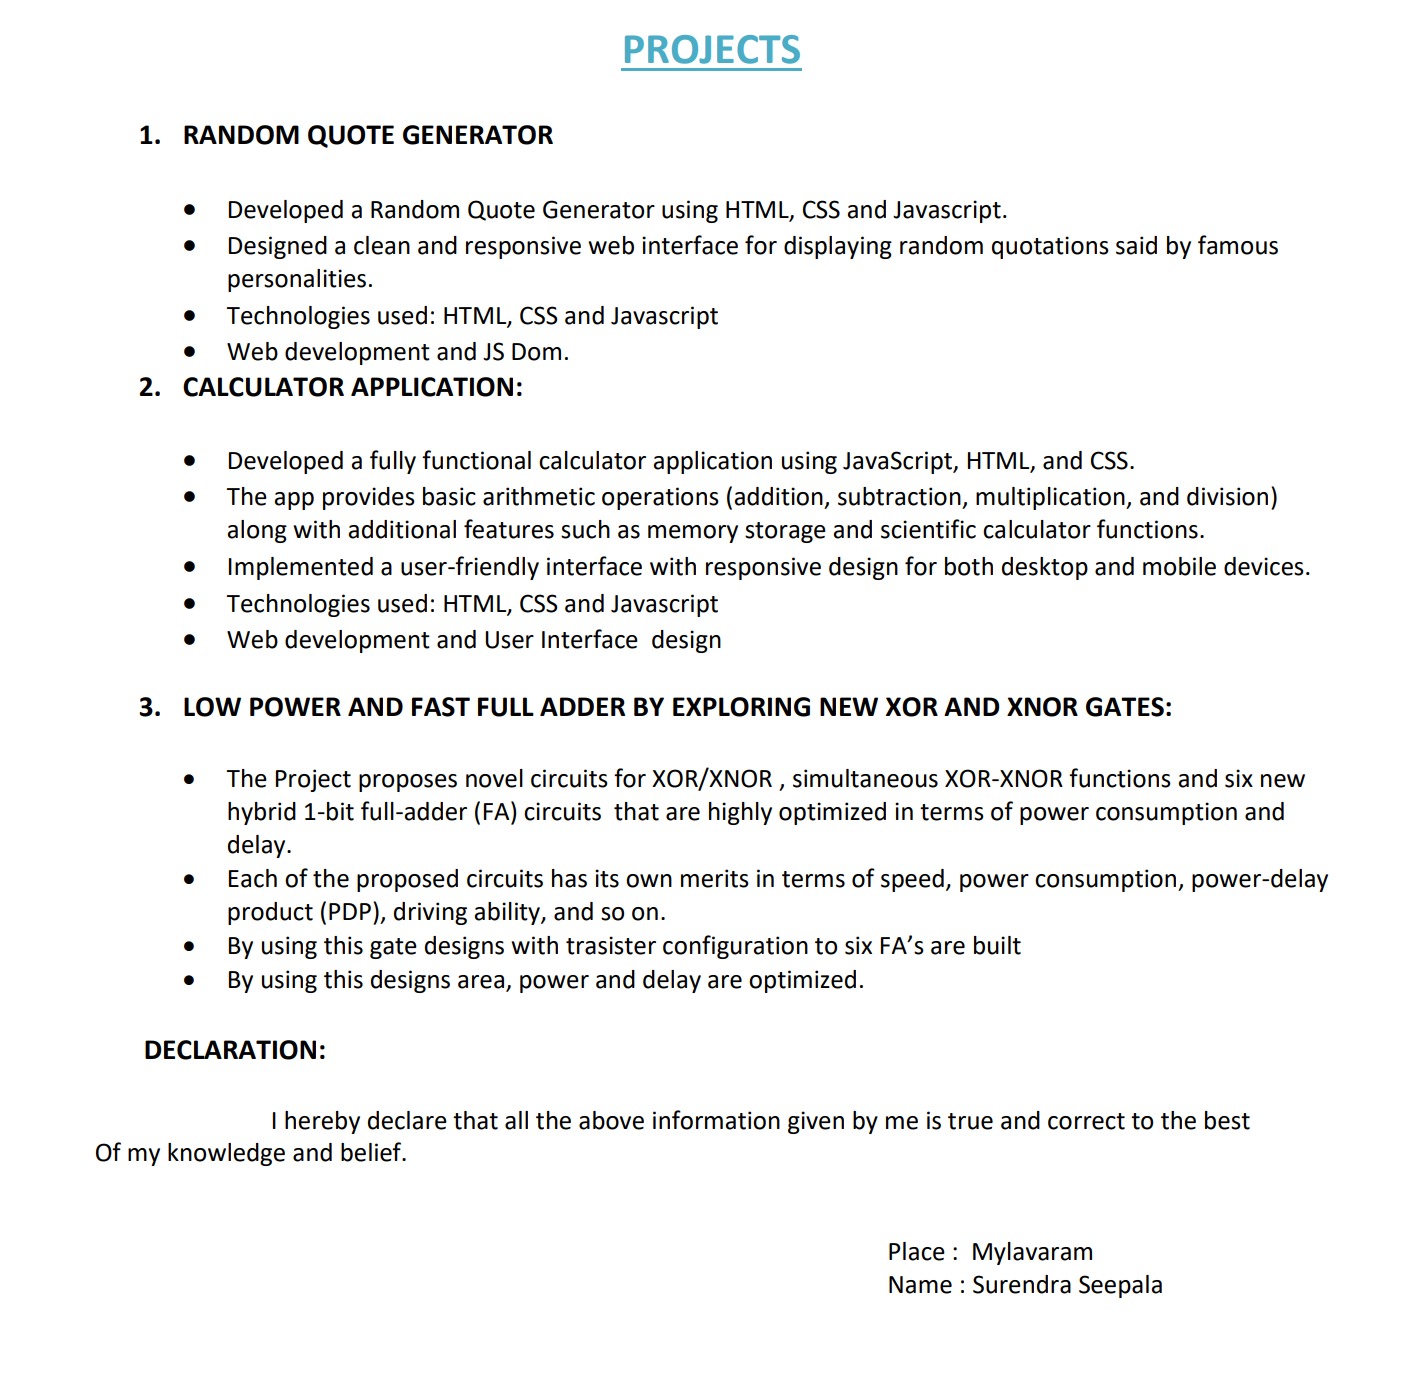 PROJECTS
1. RANDOM QUOTE GENERATOR
• Developed a Random Quote Generator using HTML, CSS and Javascript.
• Designed a clean and responsive web interface for displaying random quotations said by famous
personalities.
• Technologies used: HTML, CSS and Javascript
• Web development and JS Dom.
2. CALCULATOR APPLICATION:
• Developed a fully functional calculator application using JavaScript, HTML, and CSS.
• The app provides basic arithmetic operations (addition, subtraction, multiplication, and division)
along with additional features such as memory storage and scientific calculator functions.
• Implemented a user-friendly interface with responsive design for both desktop and mobile devices.
• Technologies used: HTML, CSS and Javascript
• Web development and User Interface  design
3. LOW POWER AND FAST FULL ADDER BY EXPLORING NEW XOR AND XNOR GATES:
• The Project proposes novel circuits for XOR/XNOR , simultaneous XOR-XNOR functions and six new
hybrid 1-bit full-adder (FA) circuits  that are highly optimized in terms of power consumption and
delay.
• Each of the proposed circuits has its own merits in terms of speed, power consumption, power-delay
product (PDP), driving ability, and so on.
• By using this gate designs with trasister configuration to six FA’s are built
• By using this designs area, power and delay are optimized.
DECLARATION:
I hereby declare that all the above information given by me is true and correct to the best
Of my knowledge and belief.
Place :  Mylavaram
Name : Surendra Seepala